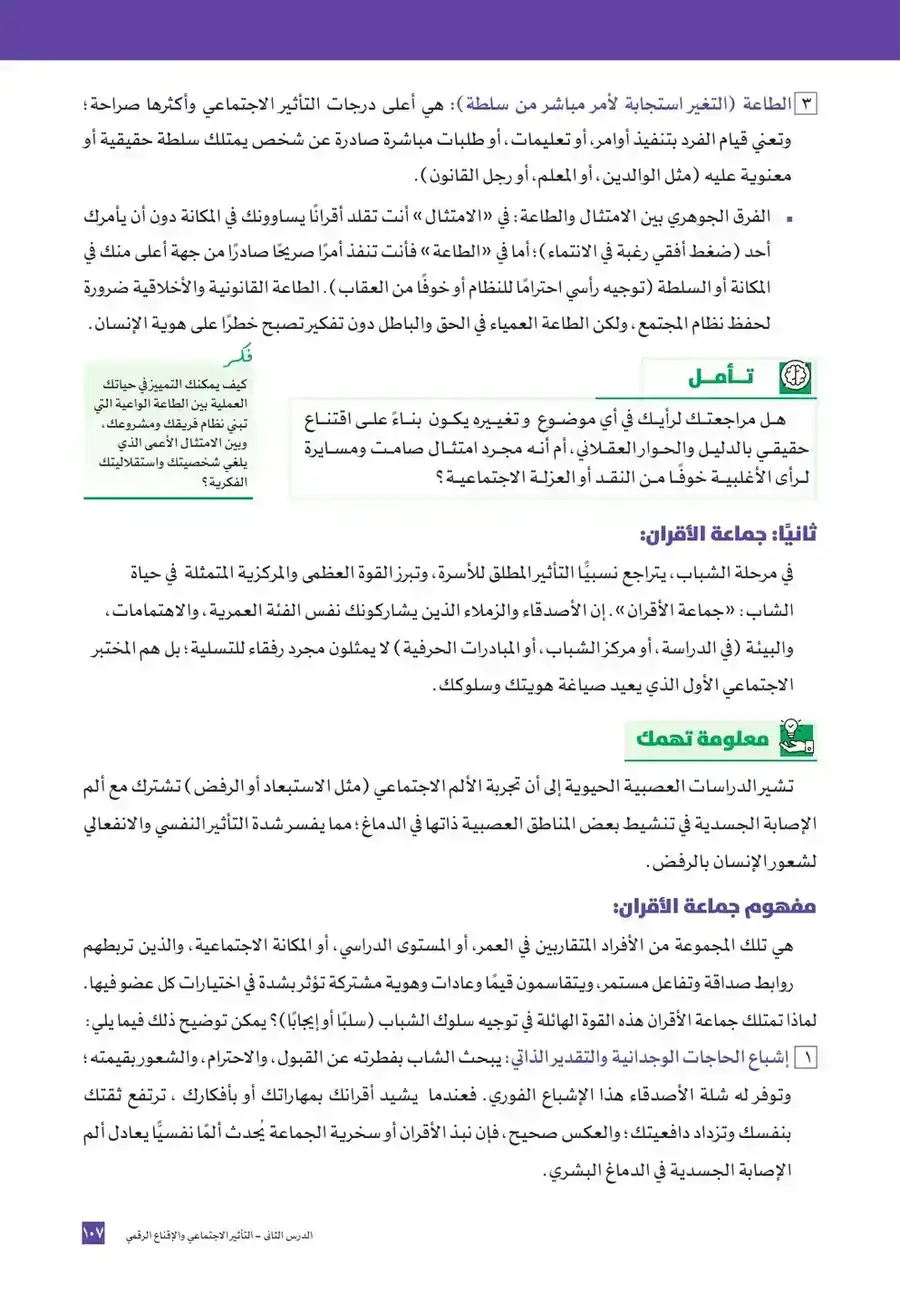 ٣ الطاعة (التغير استجابة لأمر مباشر من سلطة): هي أعلى درجات التأثير الاجتماعي وأكثرها صراحة؛
وتعني قيام الفرد بتنفيذ أوامر، أو تعليمات، أو طلبات مباشرة صادرة عن شخص يمتلك سلطة حقيقية أو
معنوية عليه (مثل الوالدين، أو المعلم، أو رجل القانون).
▪ الفرق الجوهري بين الامتثال والطاعة: في «الامتثال» أنت تقلد أقرانًا يساوونك في المكانة دون أن يأمرك
أحد (ضغط أفقي رغبة في الانتماء)؛ أما في «الطاعة» فأنت تنفذ أمرًا صريحًا صادرًا من جهة أعلى منك في
المكانة أو السلطة (توجيه رأسي احترامًا للنظام أو خوفًا من العقاب). الطاعة القانونية والأخلاقية ضرورة
لحفظ نظام المجتمع، ولكن الطاعة العمياء في الحق والباطل دون تفكير تصبح خطرًا على هوية الإنسان.
تـأمـل
هل مراجعتك لرأيك في أي موضوع وتغييره يكون بناءً على اقتناع
حقيقي بالدليل والحوار العقلاني، أم أنه مجرد امتثال صامت ومسايرة
لرأى الأغلبية خوفًا من النقد أو العزلة الاجتماعية؟
فكر
كيف يمكنك التمييز في حياتك
العملية بين الطاعة الواعية التي
تبني نظام فريقك ومشروعك،
وبين الامتثال الأعمى الذي
يلغي شخصيتك واستقلاليتك
الفكرية؟
ثانيًا: جماعة الأقران:
في مرحلة الشباب، يتراجع نسبيًّا التأثير المطلق للأسرة، وتبرز القوة العظمى والمركزية المتمثلة في حياة
الشاب: «جماعة الأقران». إن الأصدقاء والزملاء الذين يشاركونك نفس الفئة العمرية، والاهتمامات،
والبيئة (في الدراسة، أو مركز الشباب، أو المبادرات الحرفية) لا يمثلون مجرد رفقاء للتسلية؛ بل هم المختبر
الاجتماعي الأول الذي يعيد صياغة هويتك وسلوكك.
معلومة تهمك
تشير الدراسات العصبية الحيوية إلى أن تجربة الألم الاجتماعي (مثل الاستبعاد أو الرفض) تشترك مع ألم
الإصابة الجسدية في تنشيط بعض المناطق العصبية ذاتها في الدماغ؛ مما يفسر شدة التأثير النفسي والانفعالي
لشعور الإنسان بالرفض.
مفهوم جماعة الأقران:
هي تلك المجموعة من الأفراد المتقاربين في العمر، أو المستوى الدراسي، أو المكانة الاجتماعية، والذين تربطهم
روابط صداقة وتفاعل مستمر، ويتقاسمون قيمًا وعادات وهوية مشتركة تؤثر بشدة في اختيارات كل عضو فيها.
لماذا تمتلك جماعة الأقران هذه القوة الهائلة في توجيه سلوك الشباب (سلبًا أو إيجابًا)؟ يمكن توضيح ذلك فيما يلي:
١ إشباع الحاجات الوجدانية والتقدير الذاتي: يبحث الشاب بفطرته عن القبول، والاحترام، والشعور بقيمته؛
وتوفر له شلة الأصدقاء هذا الإشباع الفوري. فعندما يشيد أقرانك بمهاراتك أو بأفكارك ، ترتفع ثقتك
بنفسك وتزداد دافعيتك؛ والعكس صحيح، فإن نبذ الأقران أو سخرية الجماعة يُحدث ألمًا نفسيًّا يعادل ألم
الإصابة الجسدية في الدماغ البشري.
الدرس الثانى - التأثير الاجتماعي والإقناع الرقمي ١٠٧